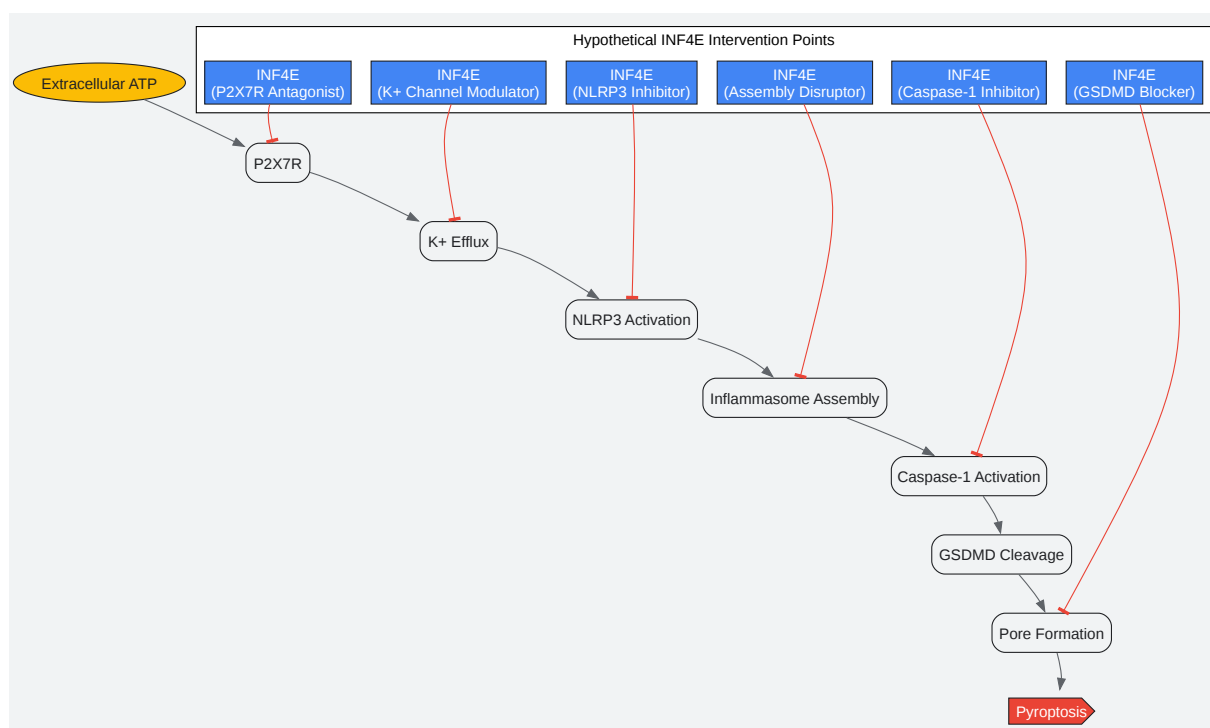 Hypothetical INF4E Intervention Points
Extracellular ATP
INF4E
(P2X7R Antagonist)
INF4E
(K+ Channel Modulator)
INF4E
(NLRP3 Inhibitor)
INF4E
(Assembly Disruptor)
INF4E
(Caspase-1 Inhibitor)
INF4E
(GSDMD Blocker)
P2X7R
K+ Efflux
NLRP3 Activation
Inflammasome Assembly
Caspase-1 Activation
GSDMD Cleavage
Pore Formation
Pyroptosis